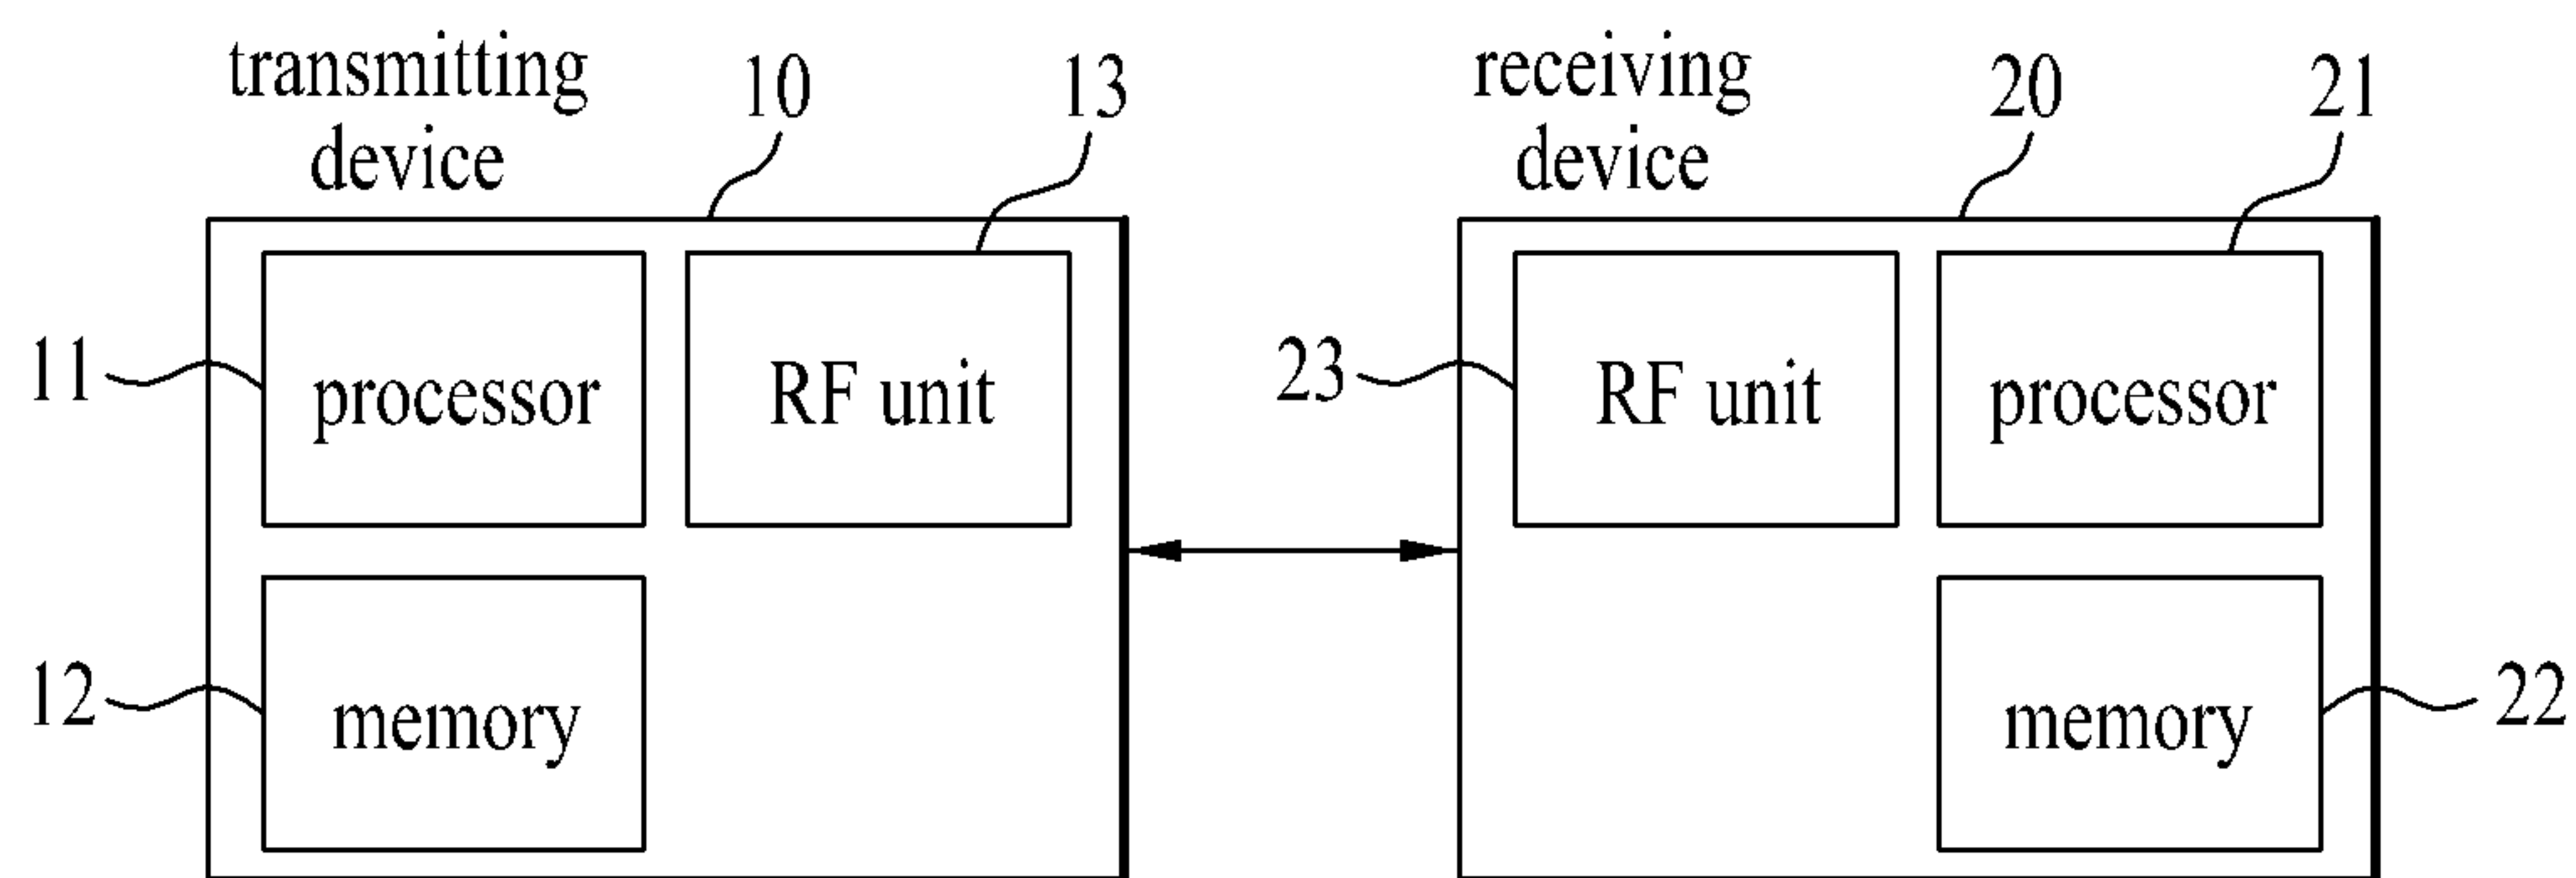 transmitting
device
10
13
11
processor
RF unit
12
memory
receiving
device
20
21
23
RF unit
processor
memory
22